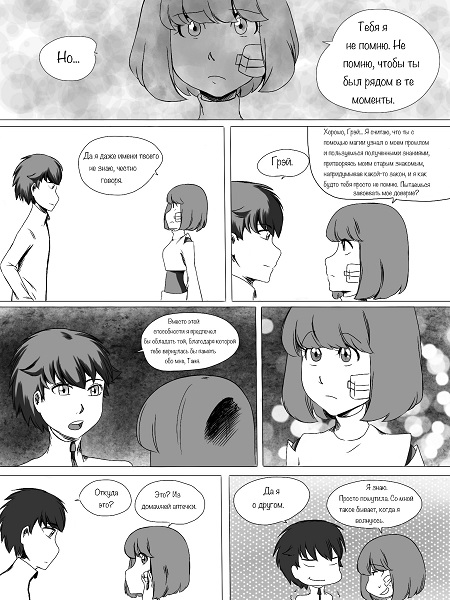 Но...
Тебя я
не помню. Не
помню, чтобы ты
был рядом в те
моменты.
Да я даже имени твоего
не знаю, честно
говоря.
Грэй.
Хорошо, Грэй... Я считаю, что ты с
помощью магии узнал о моем прошлом
и пользуешься полученными знаниями,
притворяясь моим старым знакомым,
напридумывав какой-то закон, и я как
будто тебя просто не помню. Пытаешься
завоевать мое доверие?
Вместо этой
способности я предпочел
бы обладать той, благодаря которой
тебе вернулась бы память
обо мне,
Откуда
это?
Это? Из
домашней аптечки.
Да я
о другом.
Я знаю.
Просто пошутила. Со мной
такое бывает, когда я
волнуюсь.